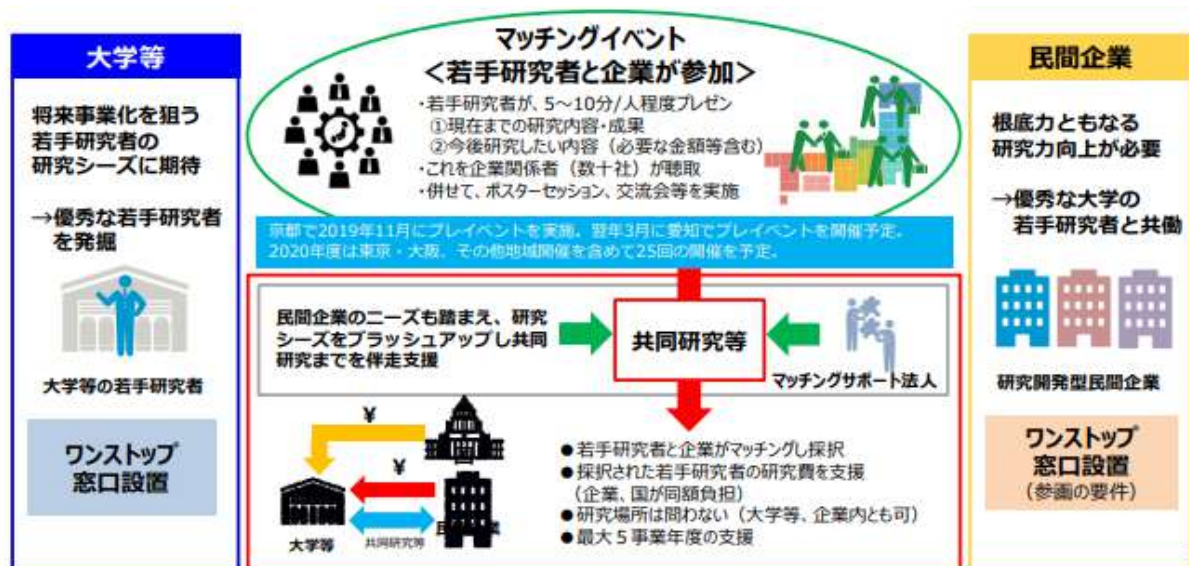 大学等
将来事業化を狙う
若手研究者の
研究シーズに期待
→優秀な若手研究者
を発掘
大学等の若手研究者
ワンストップ
窓口設置
マッチングイベント
<若手研究者と企業が参加>
・若手研究者が、5～10分/人程度プレゼン
①現在までの研究内容・成果
②今後研究したい内容（必要な金額等含む）
・これを企業関係者（数十社）が聴取
・併せて、ポスターセッション、交流会等を実施
京都で2019年11月にプレイベントを実施。翌年3月に愛知でプレイベントを開催予定。
2020年度は東京・大阪、その他地域開催を含めて25回の開催を予定。
民間企業のニーズも踏まえ、研究
シーズをブラッシュアップし共同
研究までを伴走支援
共同研究等
マッチングサポート法人
¥
¥
大学等
共同研究等
●若手研究者と企業がマッチングし採択
●採択された若手研究者の研究費を支援
（企業、国が同額負担）
●研究場所は問わない（大学等、企業内とも可）
●最大５事業年度の支援
民間企業
根底力ともなる
研究力向上が必要
→優秀な大学の
若手研究者と共働
研究開発型民間企業
ワンストップ
窓口設置
（参画の要件）